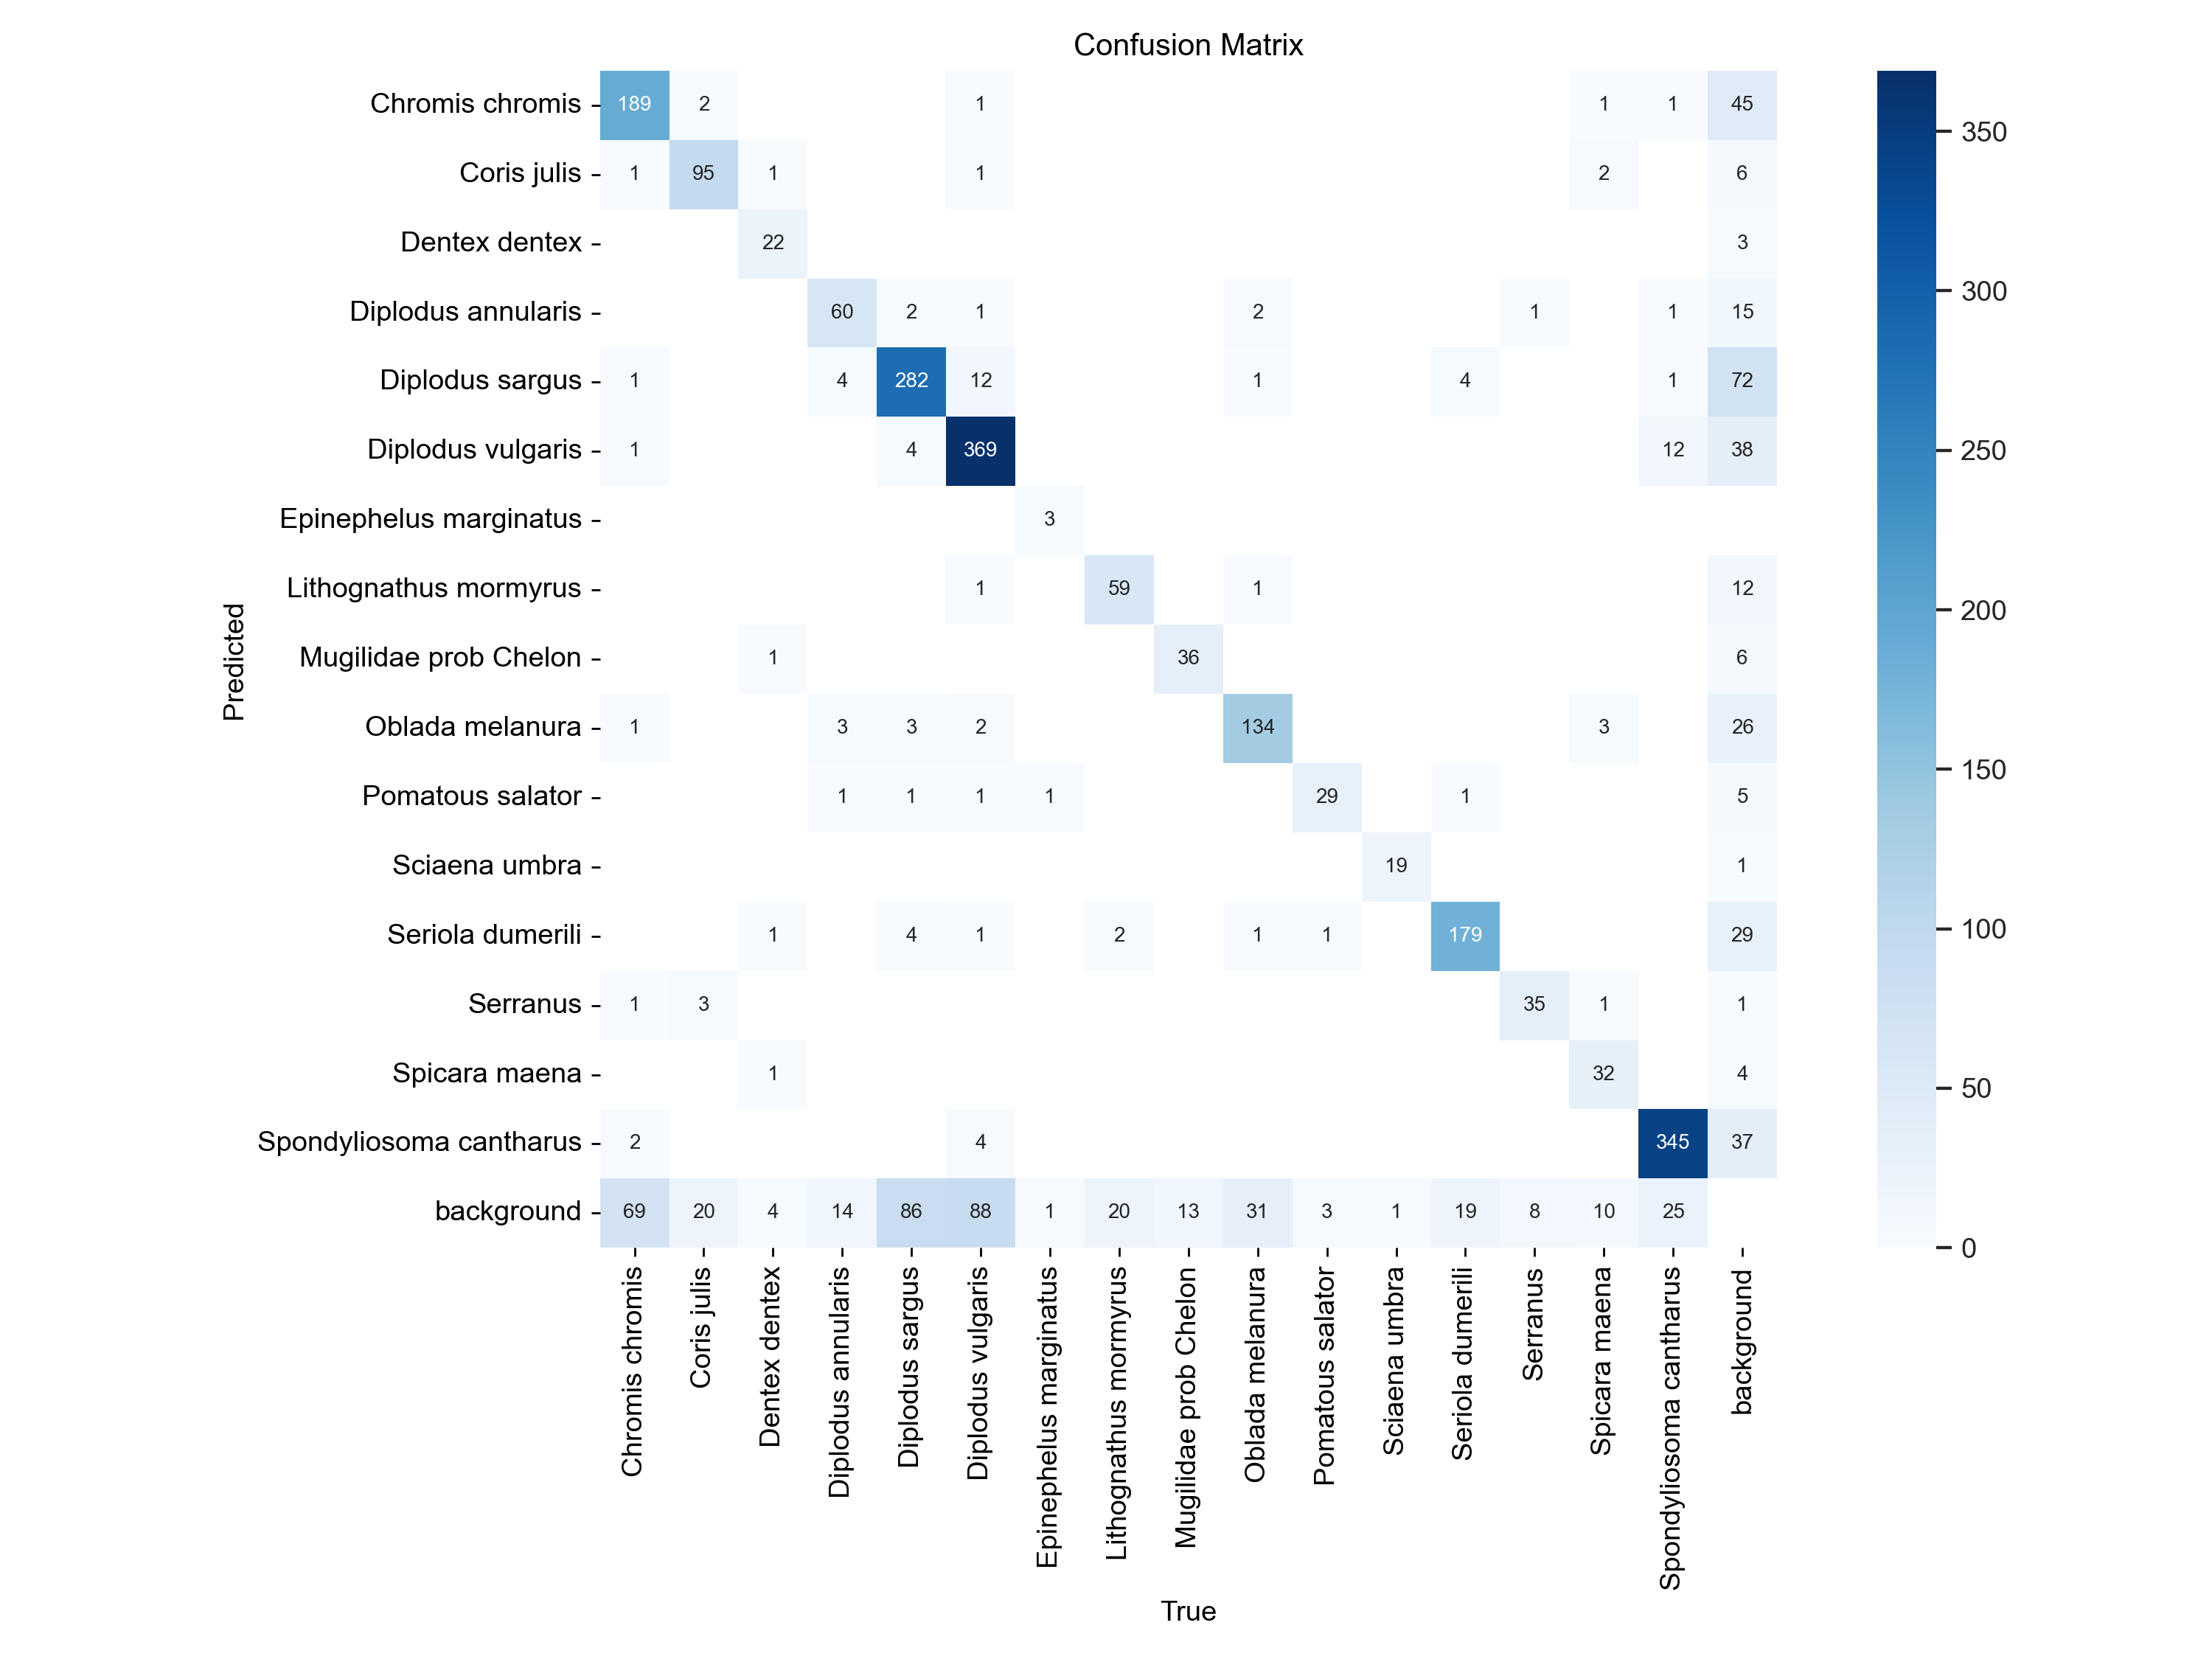 Confusion Matrix
Chromis chromis 189 2 1 1 1 45
Coris julis 1 95 1 1 2 6
Dentex dentex 22 3
Diplodus annularis 60 2 1 2 1 1 15
Diplodus sargus 1 4 282 12 1 4 1 72
Diplodus vulgaris 1 4 369 12 38
Epinephelus marginatus 3
Lithognathus mormyrus 1 59 1 12
Mugilidae prob Chelon 1 36 6
Oblada melanura 1 3 3 2 134 3 26
Pomatous salator 1 1 1 1 29 1 5
Sciaena umbra 19 1
Seriola dumerili 1 4 1 2 1 1 179 29
Serranus 1 3 35 1 1
Spicara maena 1 32 4
Spondyliosoma cantharus 2 4 345 37
background 69 20 4 14 86 88 1 20 13 31 3 1 19 8 10 25
Predicted
Chromis chromis
Coris julis
Dentex dentex
Diplodus annularis
Diplodus sargus
Diplodus vulgaris
Epinephelus marginatus
Lithognathus mormyrus
Mugilidae prob Chelon
Oblada melanura
Pomatous salator
Sciaena umbra
Seriola dumerili
Serranus
Spicara maena
Spondyliosoma cantharus
background
True
350
300
250
200
150
100
50
0